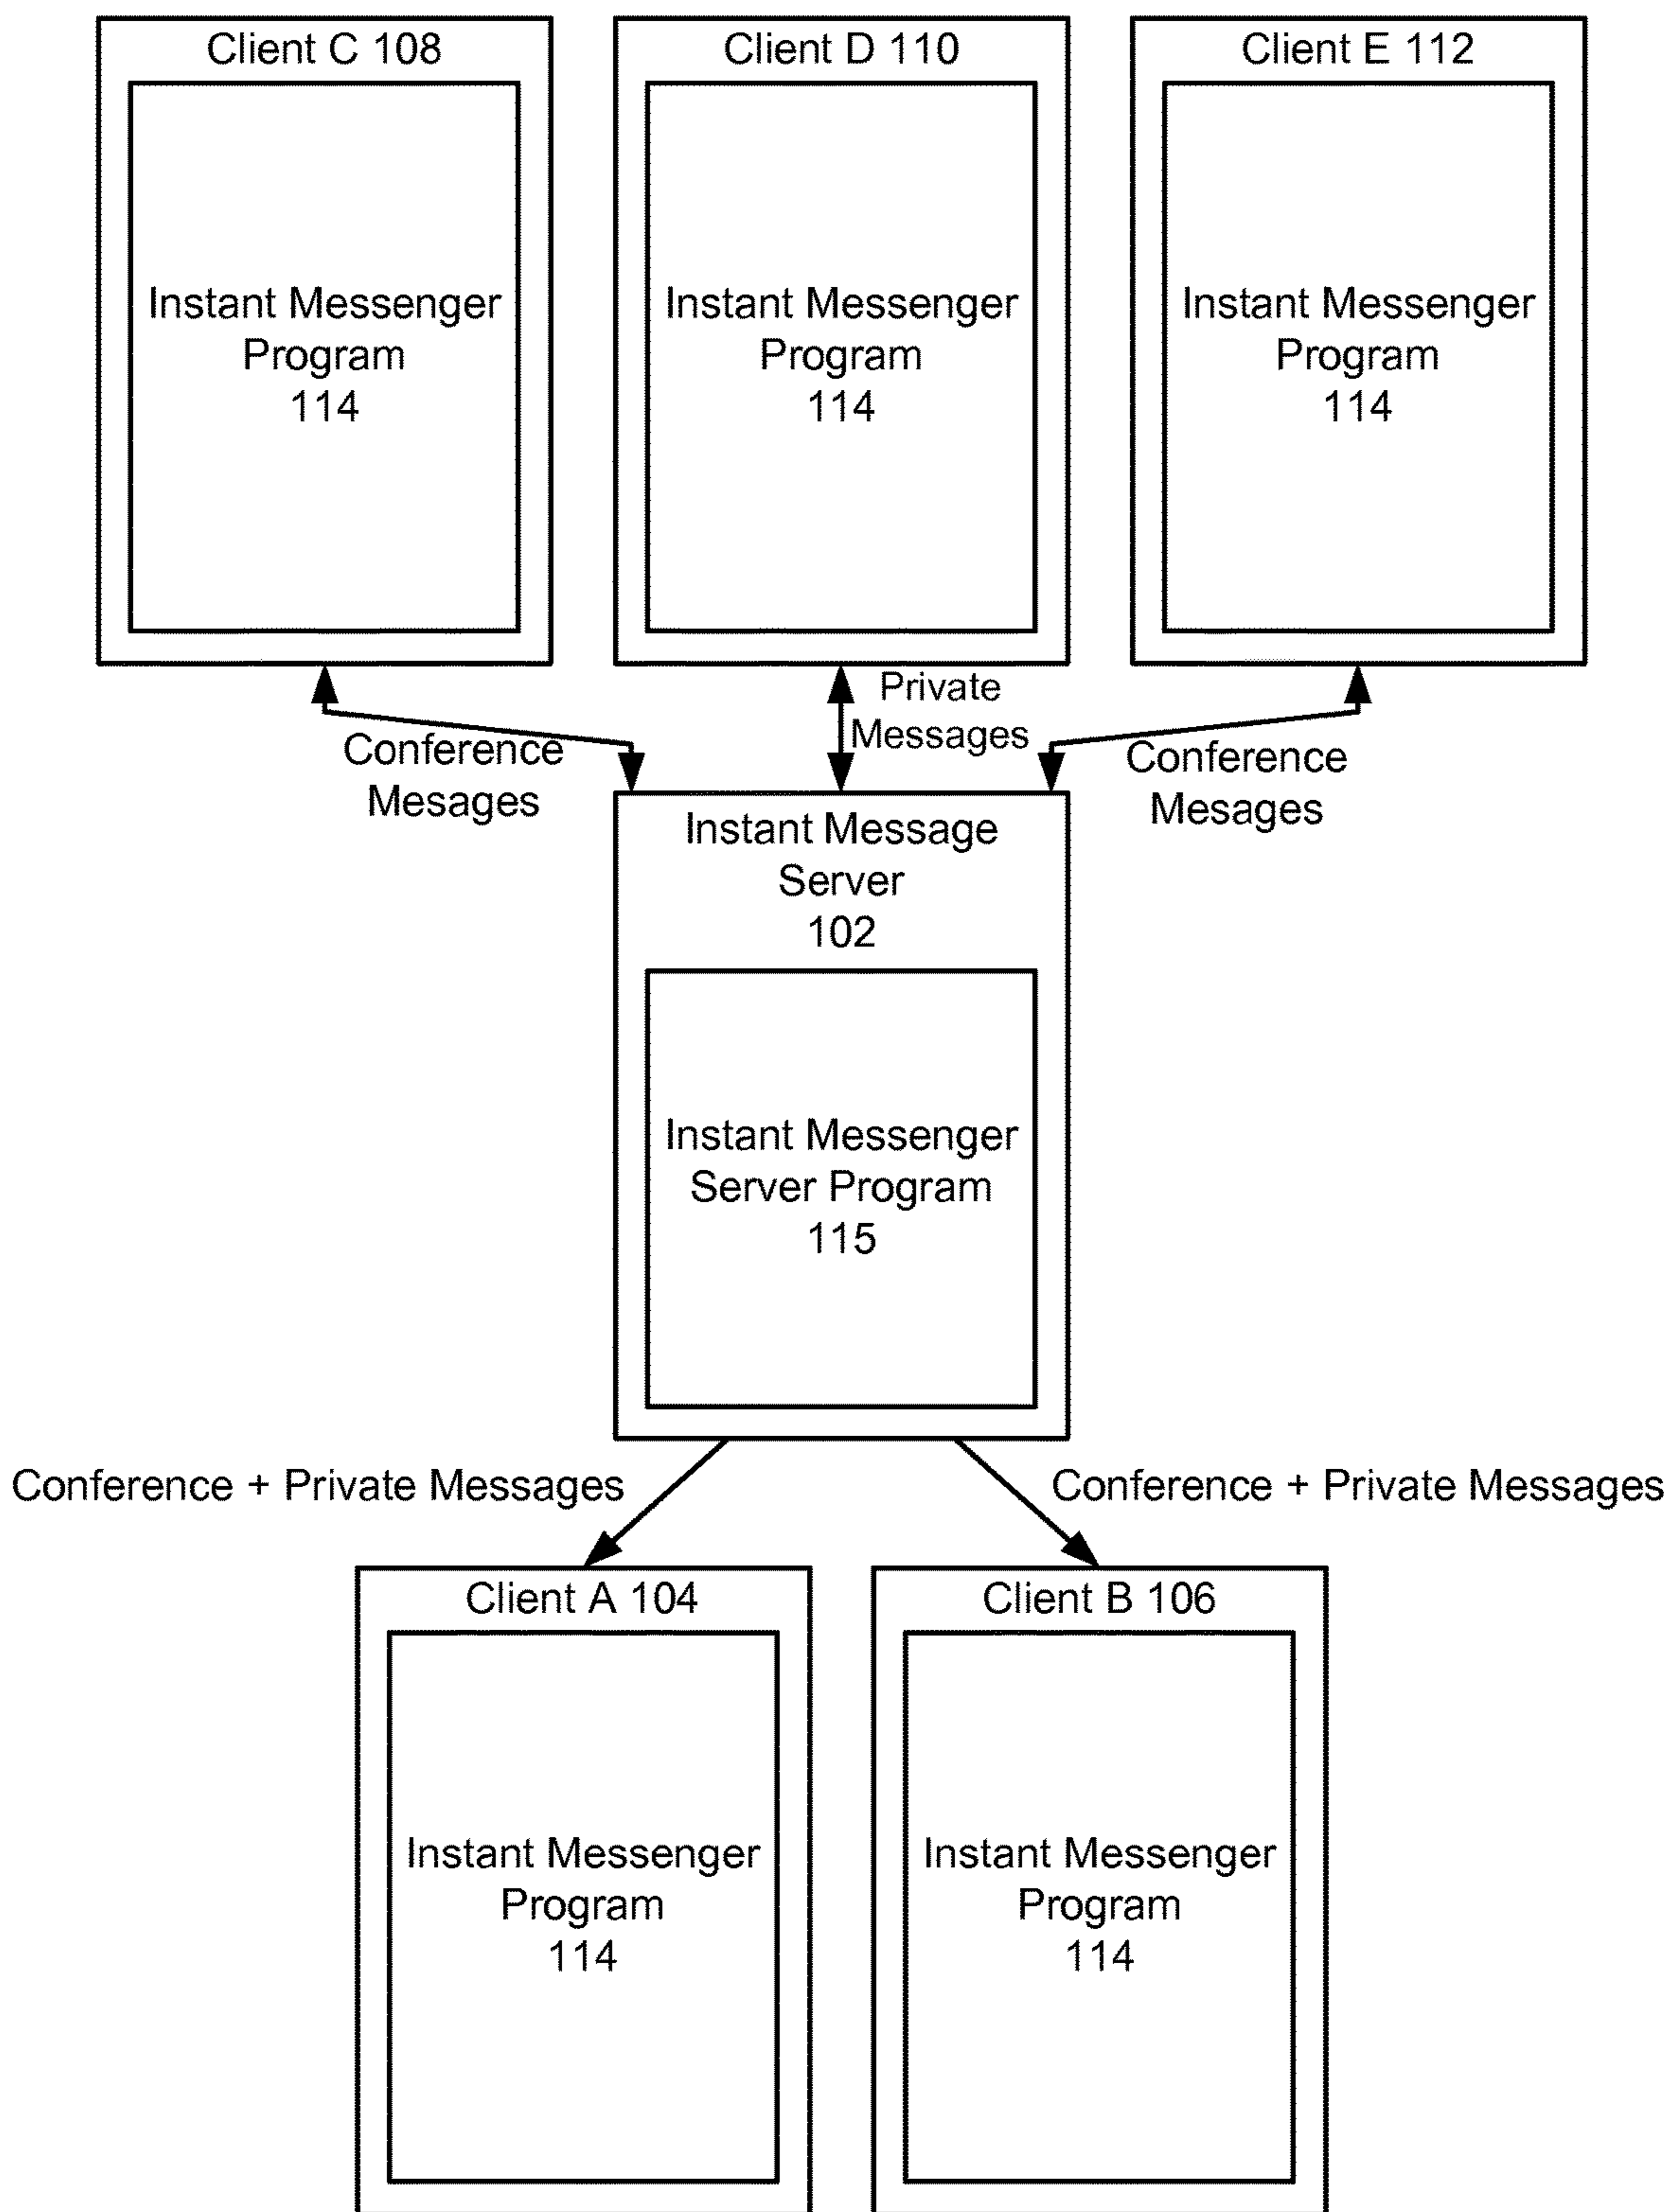 Client C 108
Instant Messenger
Program
114
Client D 110
Instant Messenger
Program
114
Client E 112
Instant Messenger
Program
114
Conference
Mesages
Private
Messages
Conference
Mesages
Instant Message
Server
102
Instant Messenger
Server Program
115
Conference + Private Messages
Conference + Private Messages
Client A 104
Instant Messenger
Program
114
Client B 106
Instant Messenger
Program
114